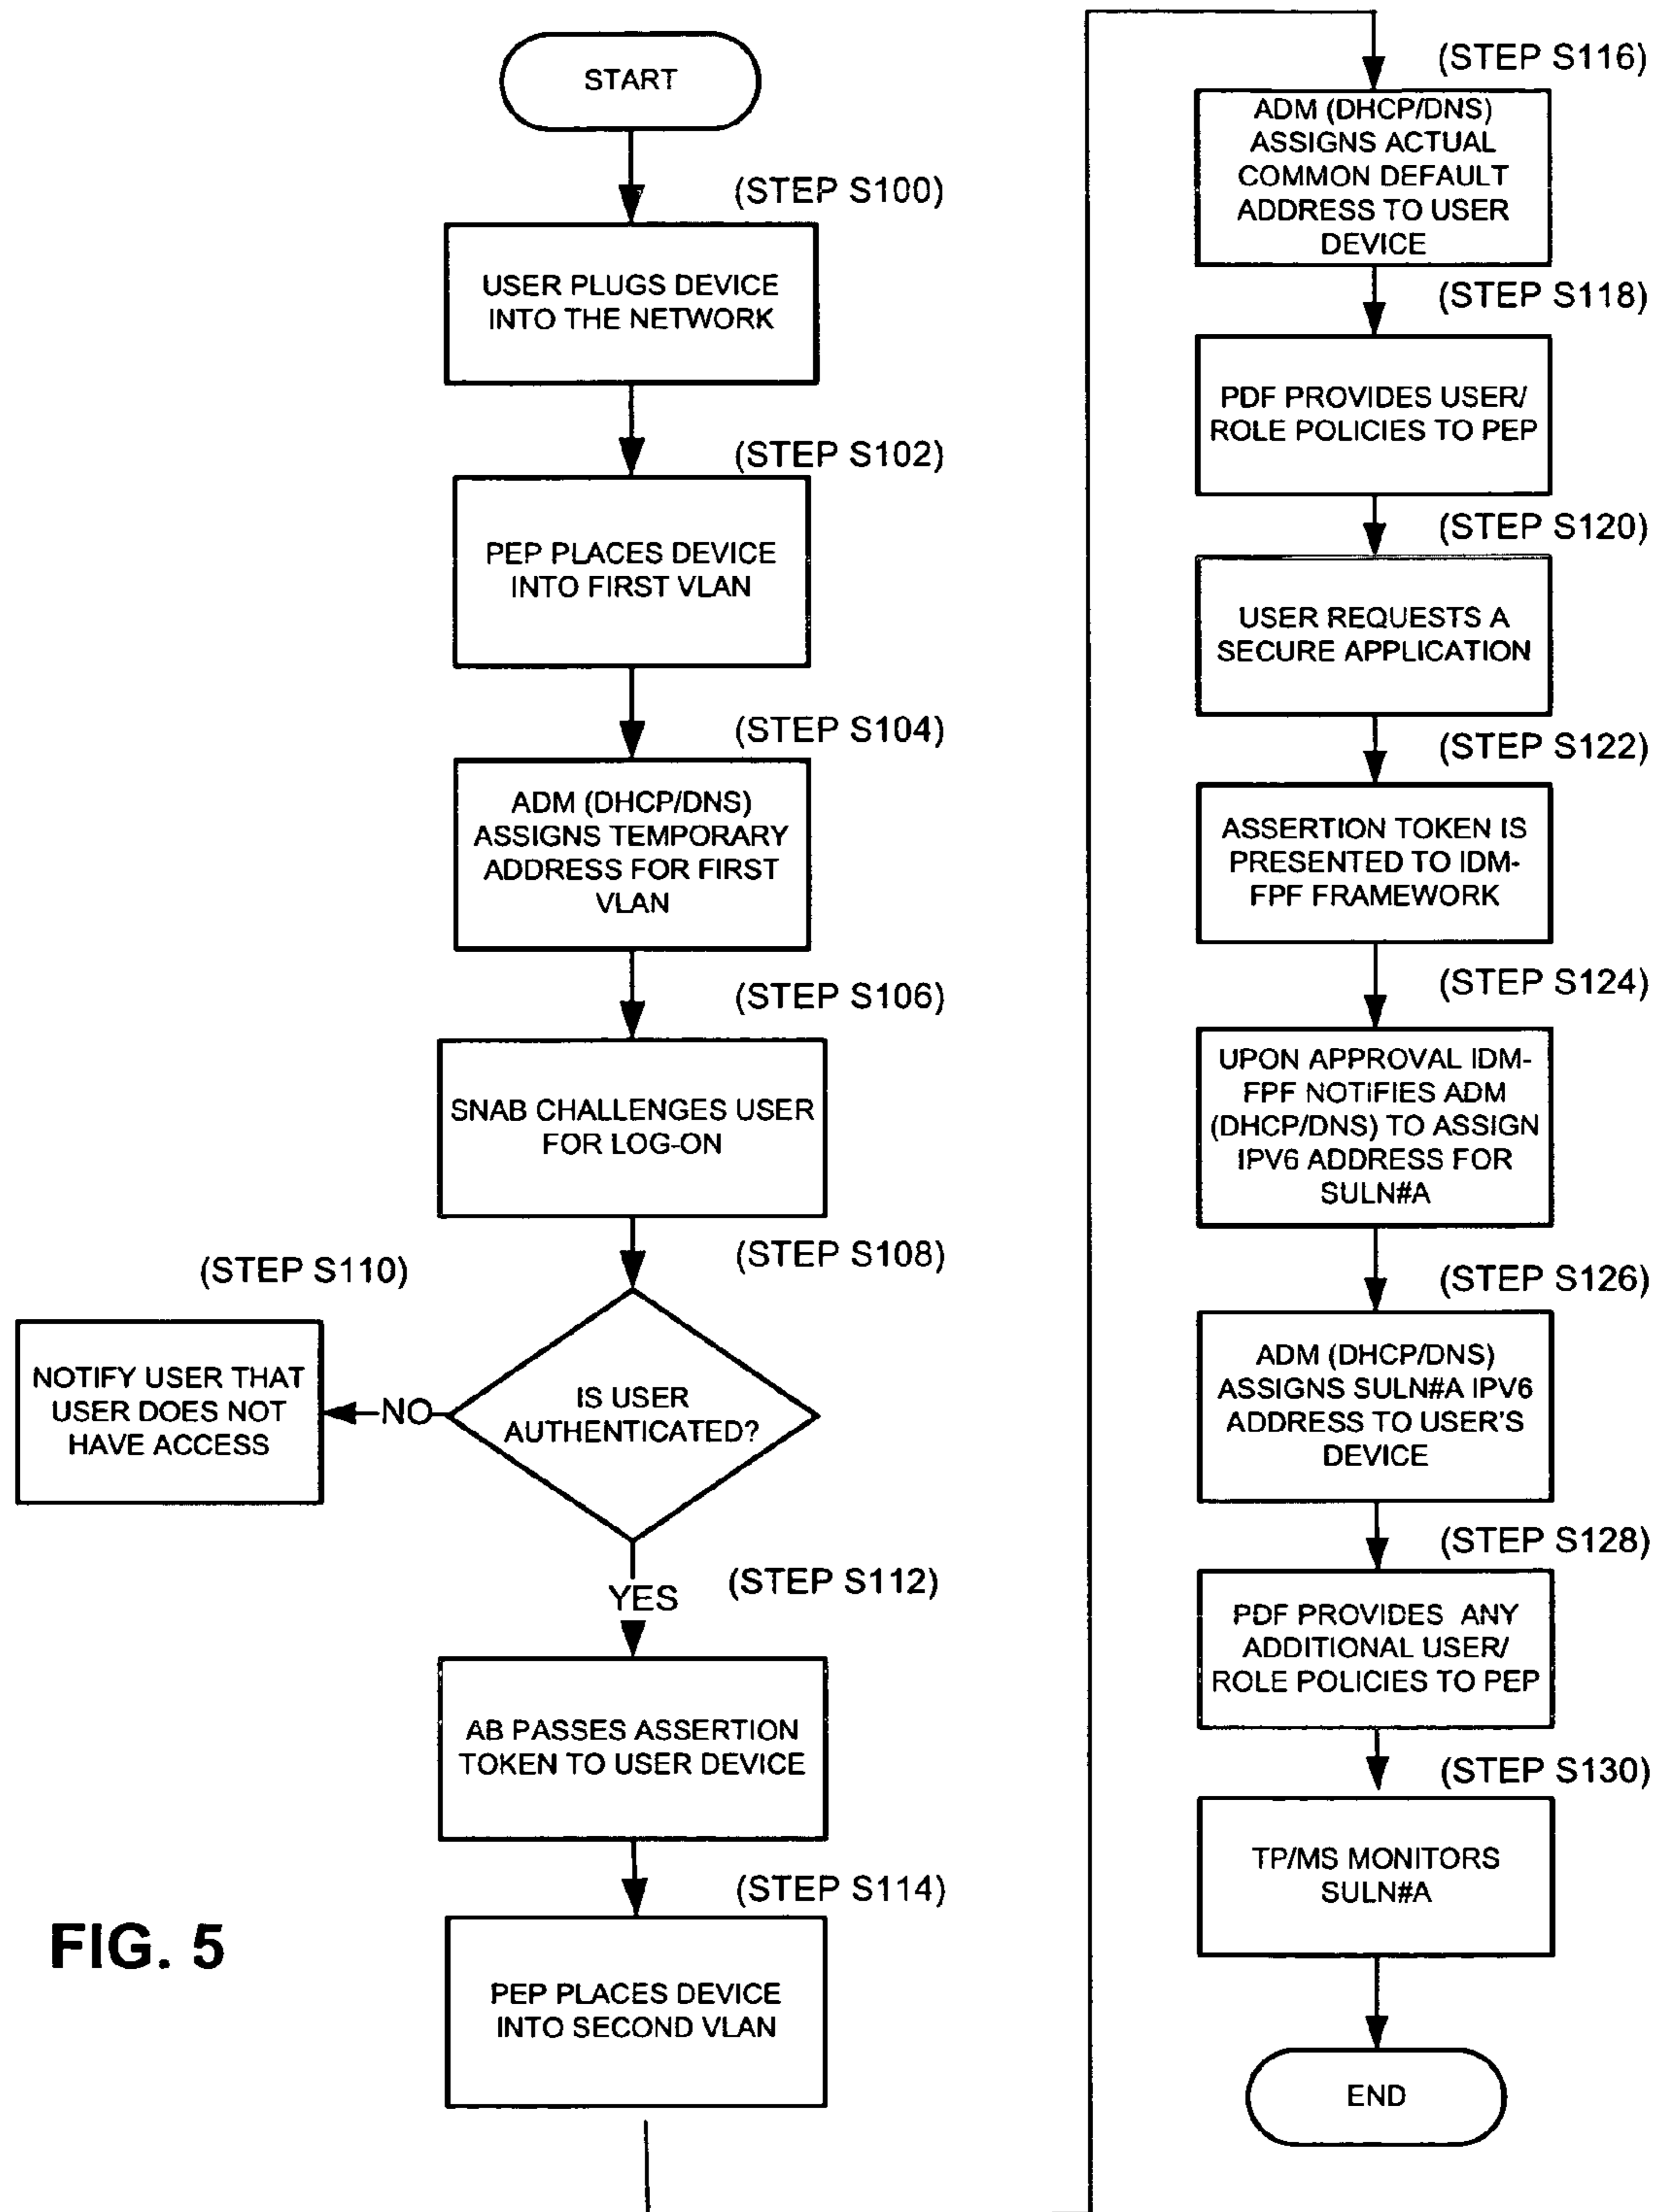 START
(STEP S100)
USER PLUGS DEVICE
INTO THE NETWORK
(STEP S102)
PEP PLACES DEVICE
INTO FIRST VLAN
(STEP S104)
ADM (DHCP/DNS)
ASSIGNS TEMPORARY
ADDRESS FOR FIRST
VLAN
(STEP S106)
SNAB CHALLENGES USER
FOR LOG-ON
(STEP S108)
IS USER
AUTHENTICATED?
NO
(STEP S110)
NOTIFY USER THAT
USER DOES NOT
HAVE ACCESS
YES
(STEP S112)
AB PASSES ASSERTION
TOKEN TO USER DEVICE
(STEP S114)
PEP PLACES DEVICE
INTO SECOND VLAN
(STEP S116)
ADM (DHCP/DNS)
ASSIGNS ACTUAL
COMMON DEFAULT
ADDRESS TO USER
DEVICE
(STEP S118)
PDF PROVIDES USER/
ROLE POLICIES TO PEP
(STEP S120)
USER REQUESTS A
SECURE APPLICATION
(STEP S122)
ASSERTION TOKEN IS
PRESENTED TO IDM-
FPF FRAMEWORK
(STEP S124)
UPON APPROVAL IDM-
FPF NOTIFIES ADM
(DHCP/DNS) TO ASSIGN
IPV6 ADDRESS FOR
SULN#A
(STEP S126)
ADM (DHCP/DNS)
ASSIGNS SULN#A IPV6
ADDRESS TO USER'S
DEVICE
(STEP S128)
PDF PROVIDES ANY
ADDITIONAL USER/
ROLE POLICIES TO PEP
(STEP S130)
TP/MS MONITORS
SULN#A
END
FIG. 5